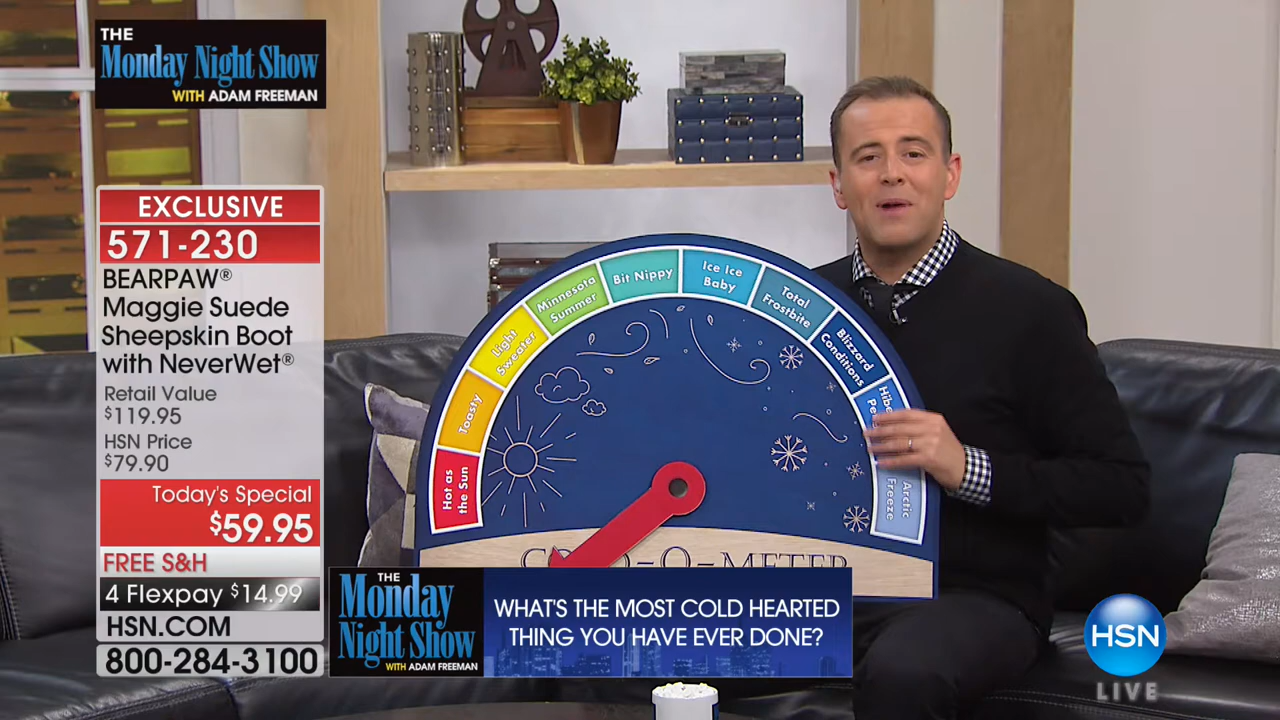 THE
Monday Night Show
WITH ADAM FREEMAN
EXCLUSIVE
571-230
BEARPAW®
Maggie Suede
Sheepskin Boot
with NeverWet®
Retail Value
$119.95
HSN Price
$79.90
Today's Special
$59.95
FREE S&H
4 Flexpay $14.99
HSN.COM
800-284-3100
Hot as
the Sun
Toasty
Light
Sweater
Minnesota
Summer
Bit Nippy
Ice Ice
Baby
Total
Frostbite
Blizzard
Conditions
Arctic
Freeze
THE
Monday
Night Show
WITH ADAM FREEMAN
WHAT'S THE MOST COLD HEARTED
THING YOU HAVE EVER DONE?
HSN
LIVE